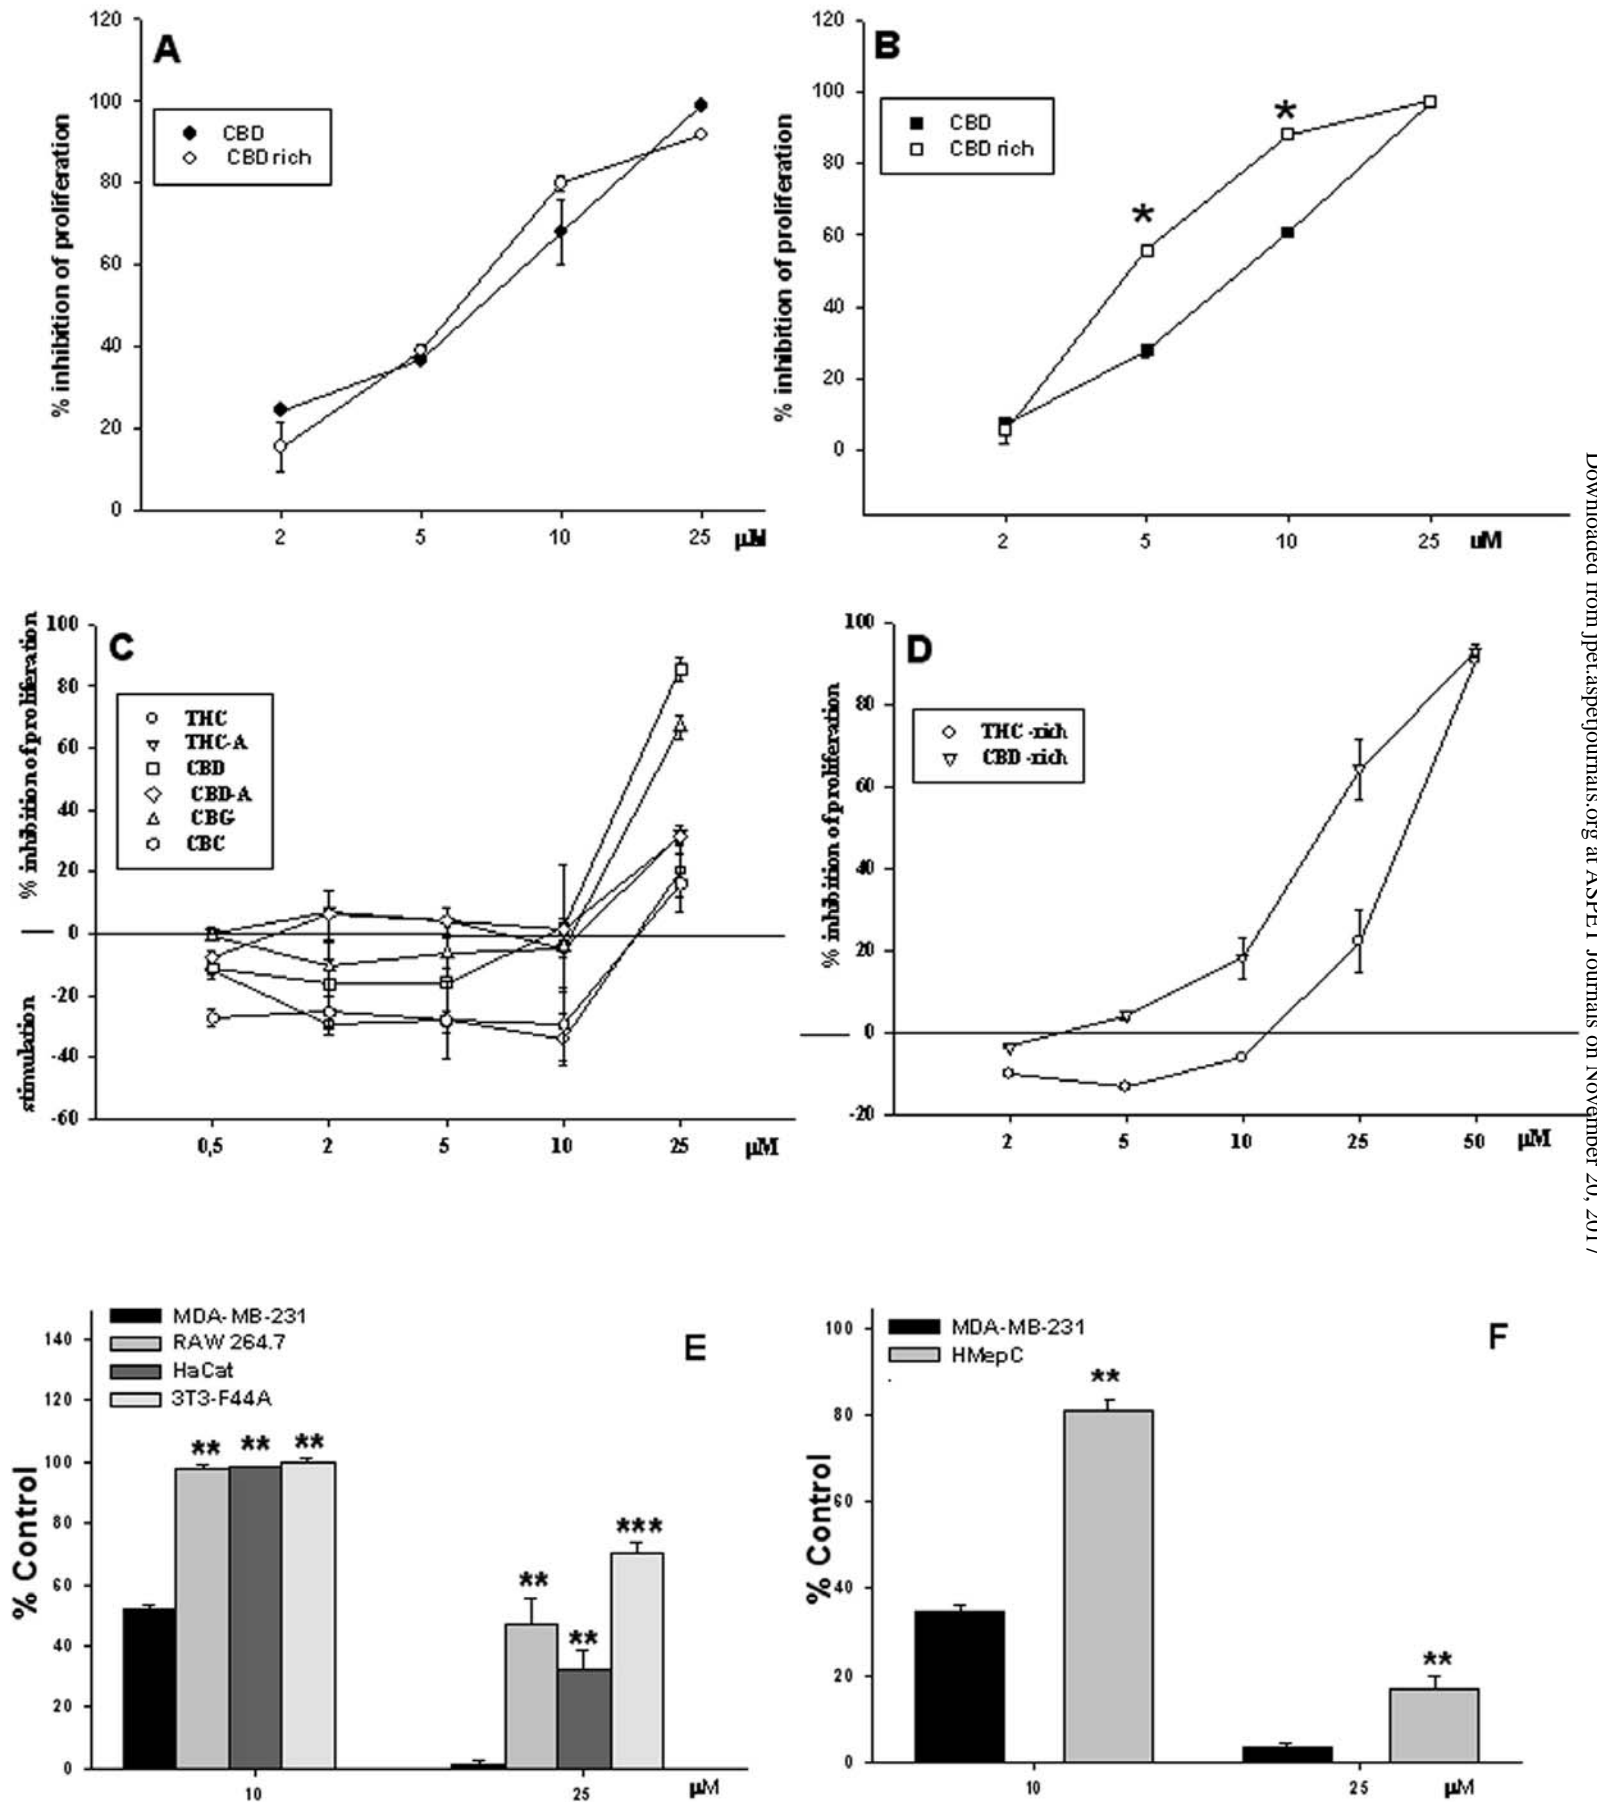 A
120
100
80
60
40
20
0
% inhibition of proliferation
CBD
CBD rich
2 5 10 25 µM
B
120
100
80
60
40
20
0
% inhibition of proliferation
CBD
CBD rich
*
*
2 5 10 25 uM
C
100
80
60
40
20
0
-20
-40
-60
% inhibition of proliferation
stimulation
THC
THC-A
CBD
CBD-A
CBG
CBC
0,5 2 5 10 25 µM
D
100
80
60
40
20
0
-20
% inhibition of proliferation
THC -rich
CBD -rich
2 5 10 25 50 µM
E
140
120
100
80
60
40
20
0
% Control
MDA-MB-231
RAW 264.7
HaCat
3T3-F44A
** ** **
** ** ***
10 25 µM
F
100
80
60
40
20
0
% Control
MDA-MB-231
HMepC
**
**
10 25 µM
Downloaded from jpet.aspetjournals.org at ASPET Journals on November 20, 2017